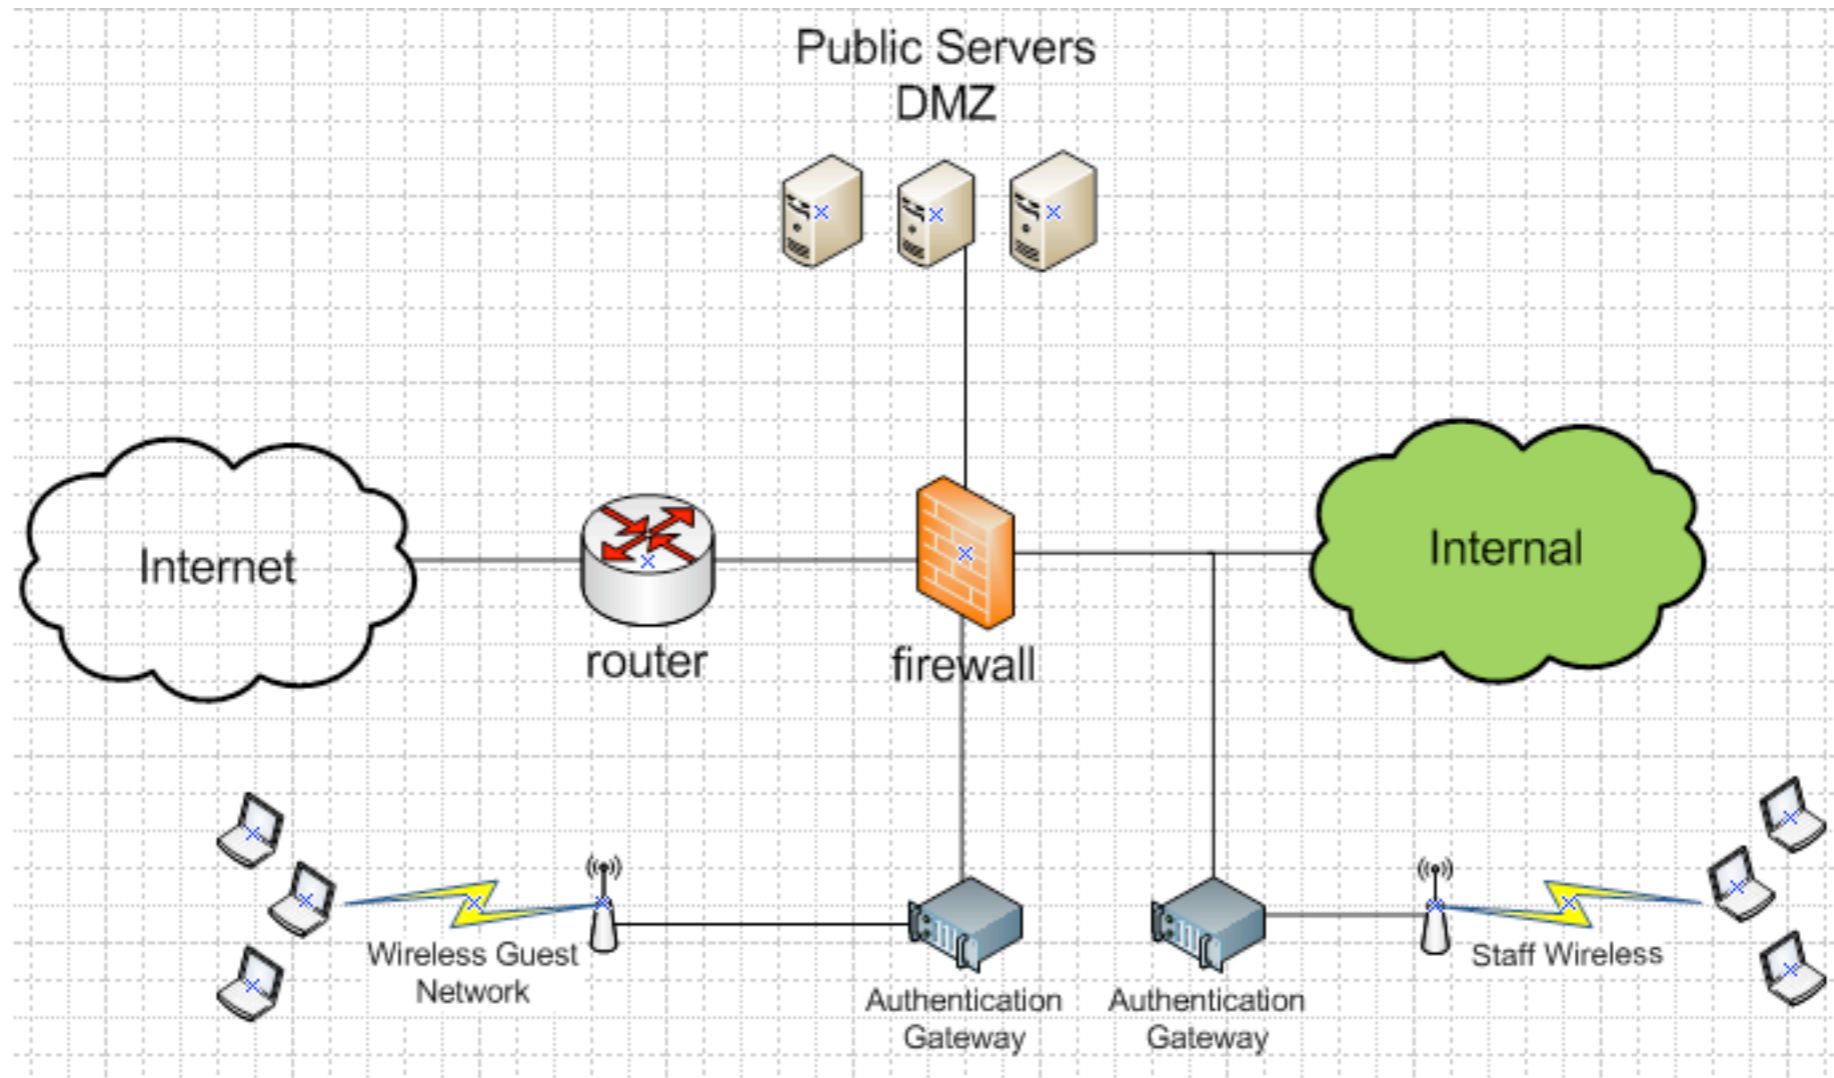 Public Servers
DMZ
Internet
router
firewall
Internal
Wireless Guest
Network
Authentication
Gateway
Authentication
Gateway
Staff Wireless